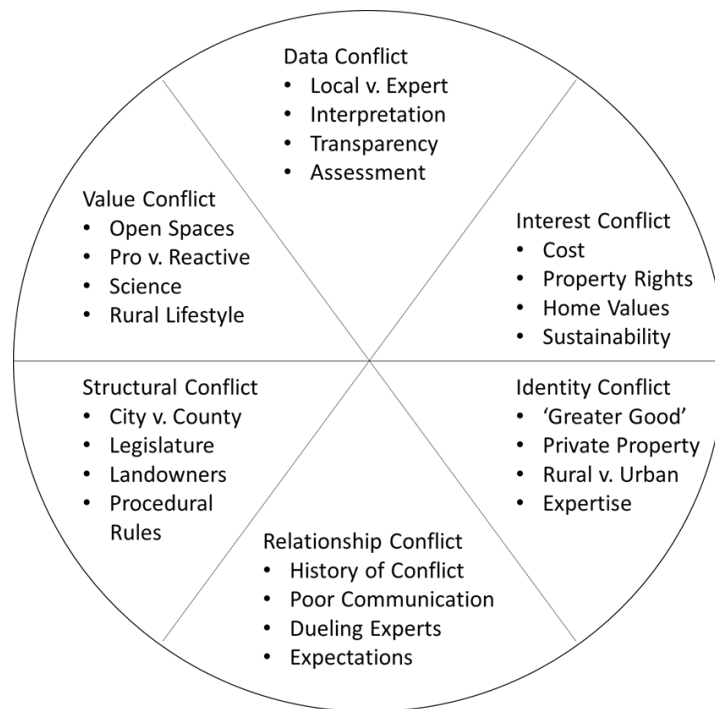 Data Conflict
• Local v. Expert
• Interpretation
• Transparency
• Assessment
Value Conflict
• Open Spaces
• Pro v. Reactive
• Science
• Rural Lifestyle
Interest Conflict
• Cost
• Property Rights
• Home Values
• Sustainability
Structural Conflict
• City v. County
• Legislature
• Landowners
• Procedural
Rules
Identity Conflict
• ‘Greater Good’
• Private Property
• Rural v. Urban
• Expertise
Relationship Conflict
• History of Conflict
• Poor Communication
• Dueling Experts
• Expectations